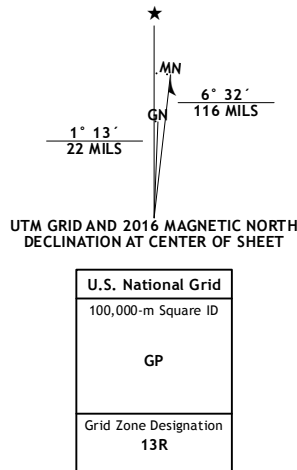 MN
6° 32´
116 MILS
GN
1° 13´
22 MILS
UTM GRID AND 2016 MAGNETIC NORTH
DECLINATION AT CENTER OF SHEET
U.S. National Grid
100,000-m Square ID
GP
Grid Zone Designation
13R